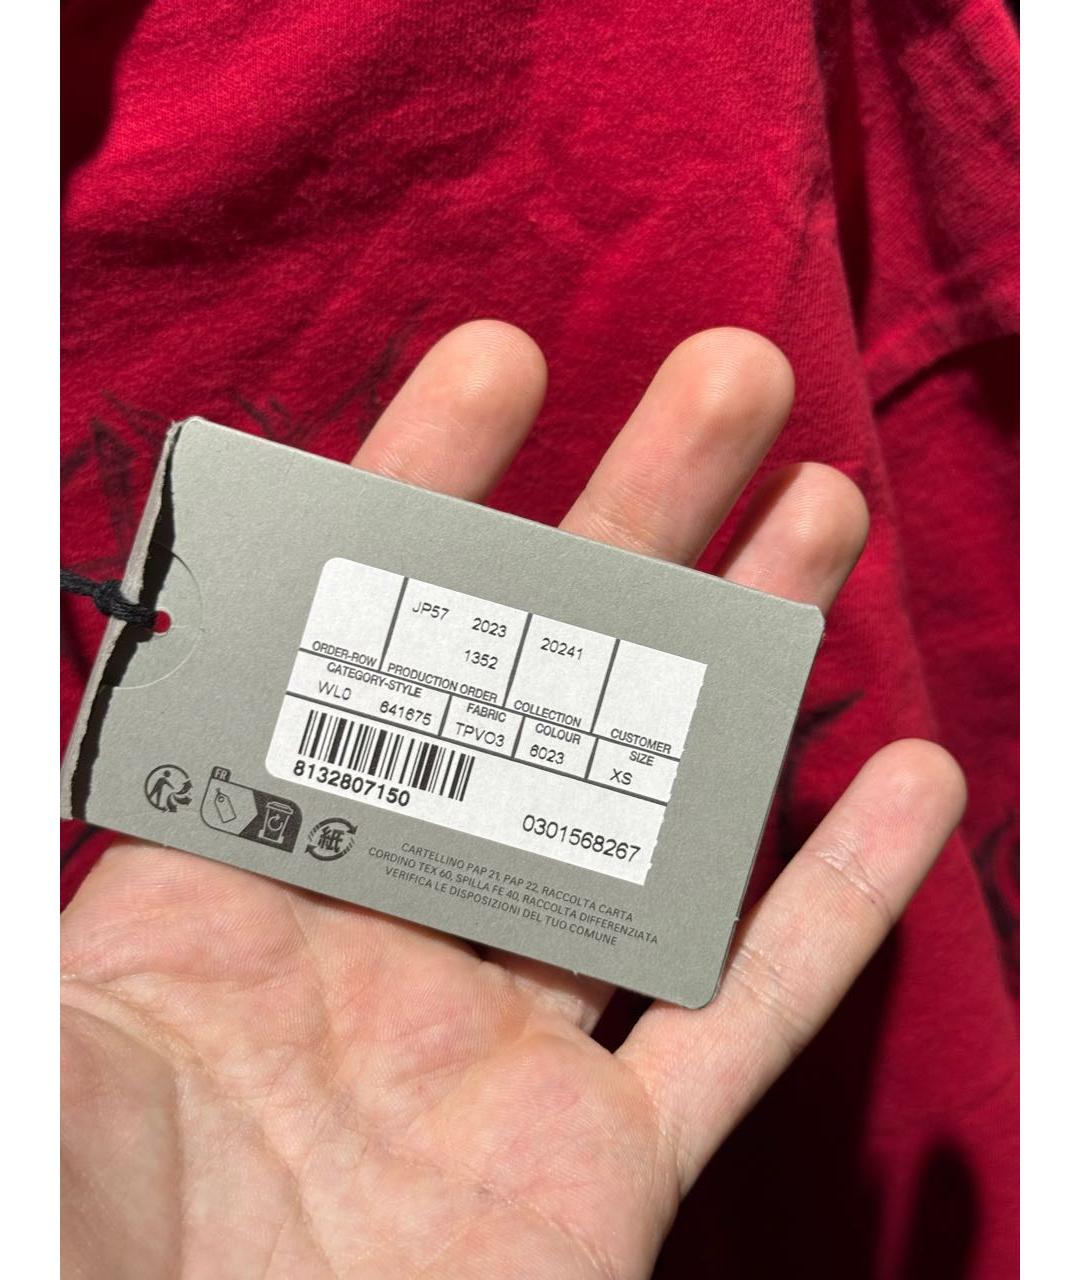 JP57 2023 20241
1352
ORDER-ROW PRODUCTION ORDER COLLECTION CUSTOMER
CATEGORY-STYLE FABRIC COLOUR SIZE
WL0 641675 TPVO3 6023 XS
8132807150
0301568267
FR
紙
CARTELLINO PAP 21, PAP 22, RACCOLTA CARTA
CORDINO TEX 60, SPILLA FE 40, RACCOLTA DIFFERENZIATA
VERIFICA LE DISPOSIZIONI DEL TUO COMUNE